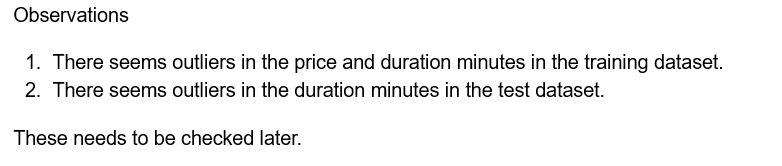 Observations
1. There seems outliers in the price and duration minutes in the training dataset.
2. There seems outliers in the duration minutes in the test dataset.
These needs to be checked later.